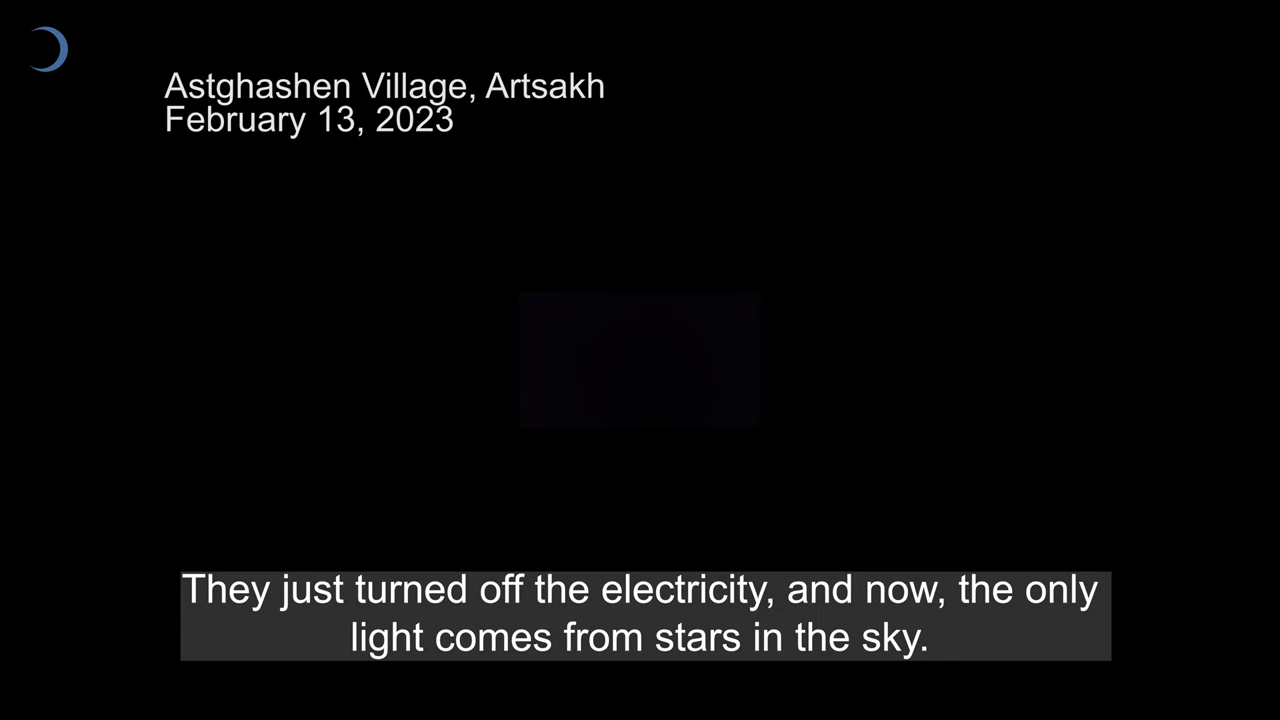 Astghashen Village, Artsakh
February 13, 2023
They just turned off the electricity, and now, the only
light comes from stars in the sky.